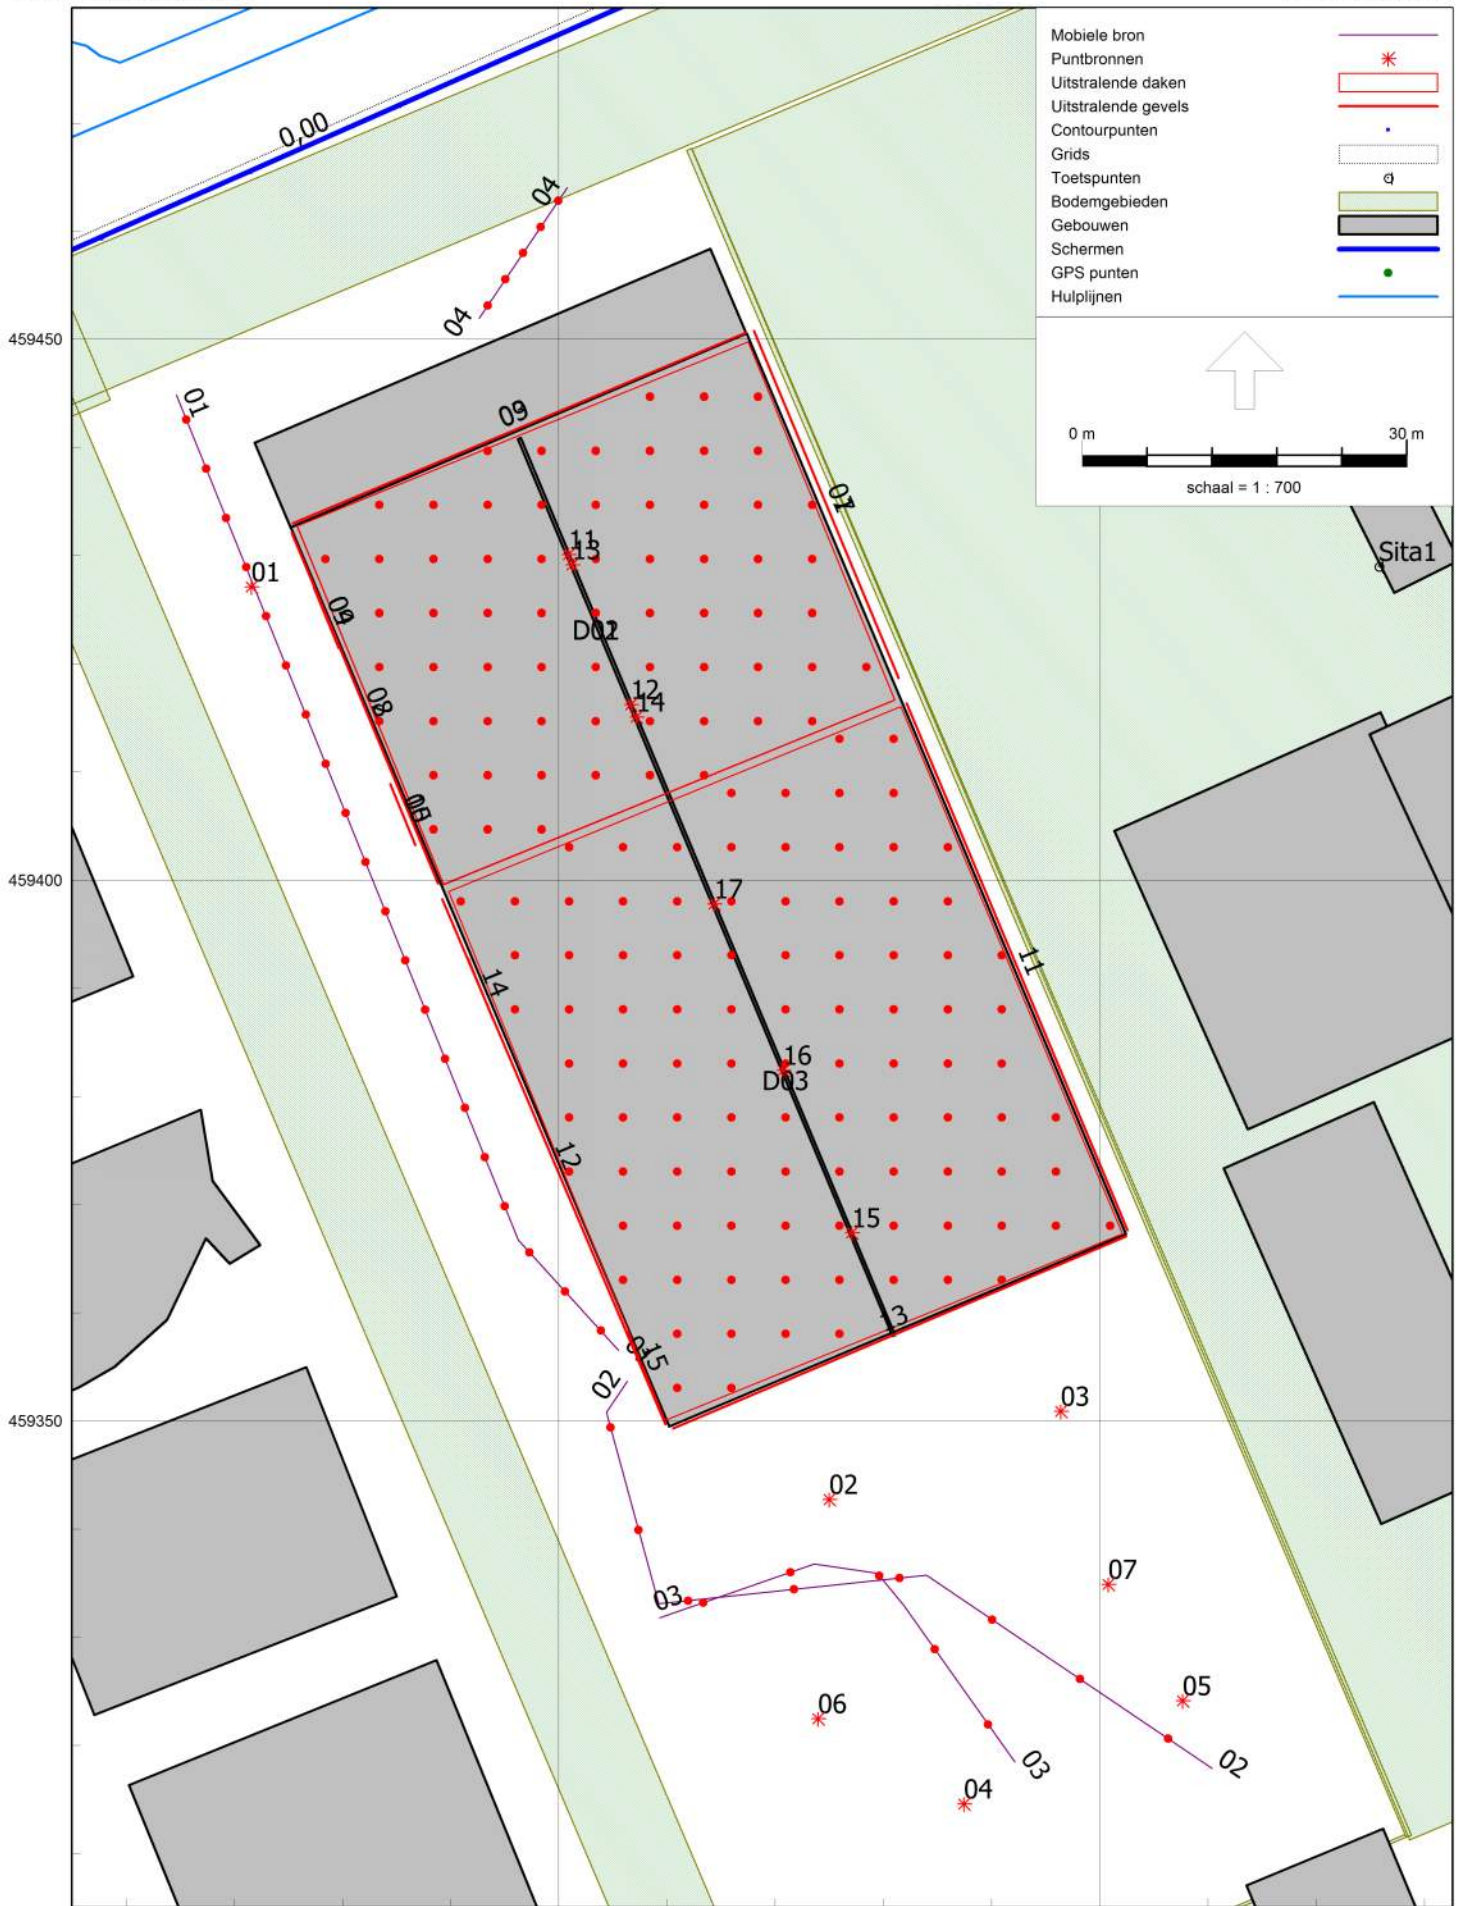 Mobiele bron
Puntbronnen
Uitstralende daken
Uitstralende gevels
Contourpunten
Grids
Toetspunten
Bodemgebieden
Gebouwen
Schermen
GPS punten
Hulplijnen
0 m
30 m
schaal = 1 : 700
0,00
04
04
459450
01
09
11
13
01
Sita1
D02
08
12
14
459400
17
14
11
16
D03
12
15
13
15
02
459350
03
02
07
03
05
06
03
02
04